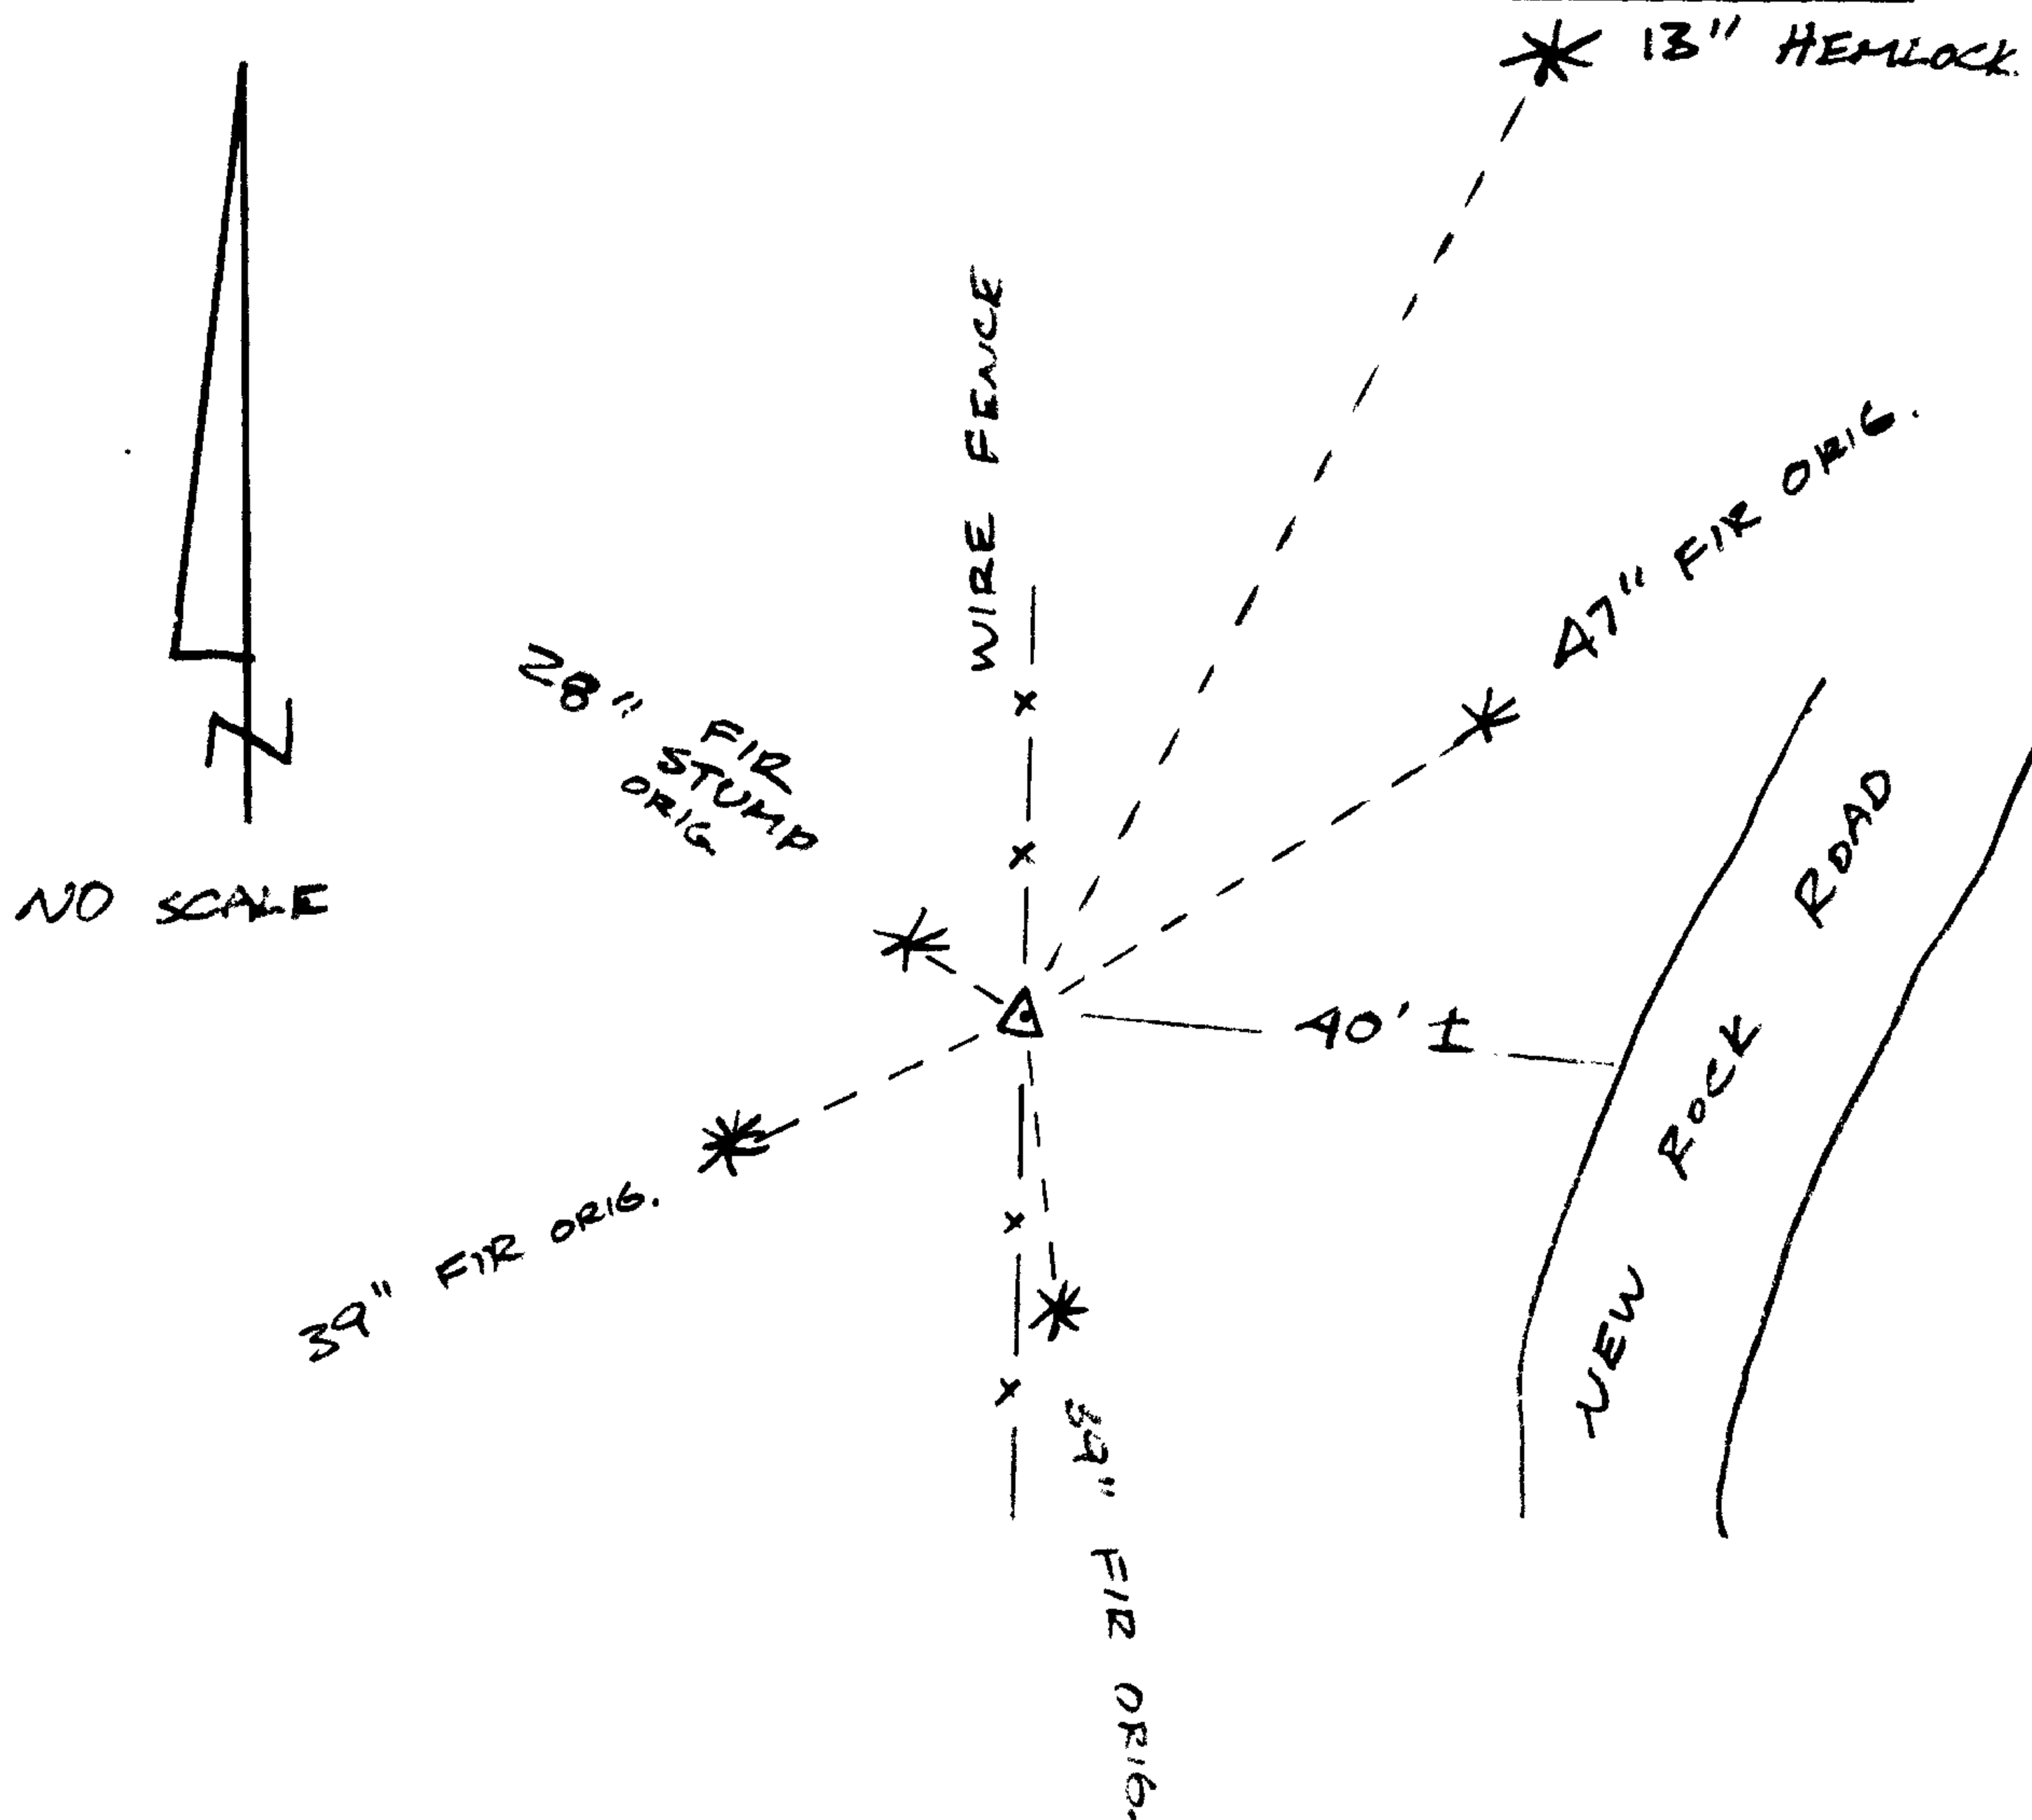 13" HEMLOCK.
WIRE FENCE
47" FIR ORIG.
28" FIR
STUMP
ORIG
N
NO SCALE
40' ±
NEW ROCK ROAD
39" FIR ORIG.
" FIR ORIG.